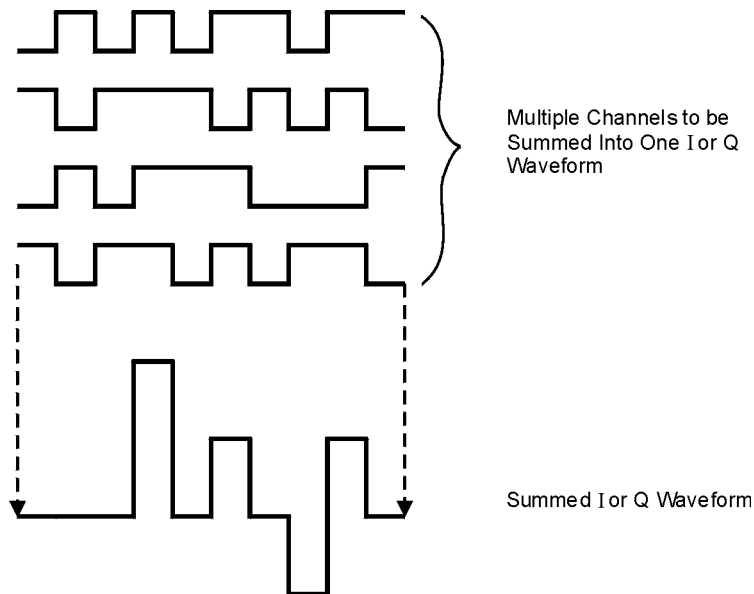 Multiple Channels to be
Summed Into One I or Q
Waveform
Summed I or Q Waveform